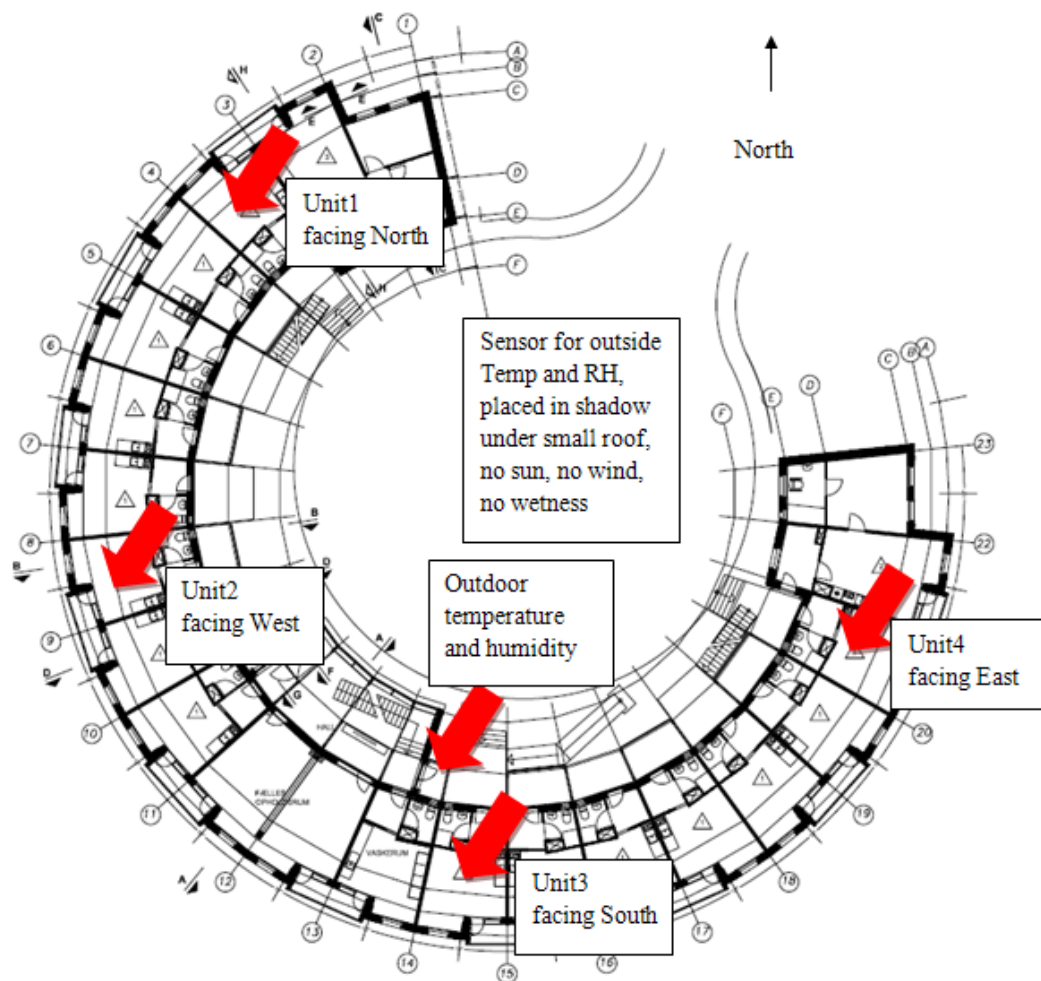 C
1
2
A
B
C
H
3
E
E
North
4
D
Unit1
facing North
E
5
F
H
Sensor for outside
Temp and RH,
placed in shadow
under small roof,
no sun, no wind,
no wetness
6
A
B
C
D
E
F
7
23
B
8
22
B
D
Outdoor
temperature
and humidity
Unit2
facing West
9
A
Unit4
facing East
D
F
G
10
HALL
20
FÆLLES
OPHOLDSRUM
11
19
VASKERUM
A
12
18
Unit3
facing South
13
17
14
15
16